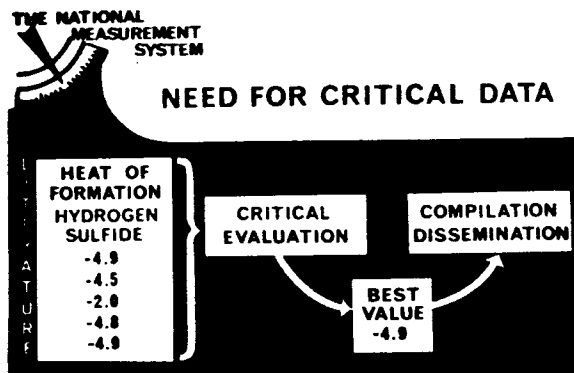 THE NATIONAL
MEASUREMENT
SYSTEM
NEED FOR CRITICAL DATA
HEAT OF
FORMATION
HYDROGEN
SULFIDE
-4.9
-4.5
-2.0
-4.8
-4.9
CRITICAL
EVALUATION
BEST
VALUE
-4.9
COMPILATION
DISSEMINATION